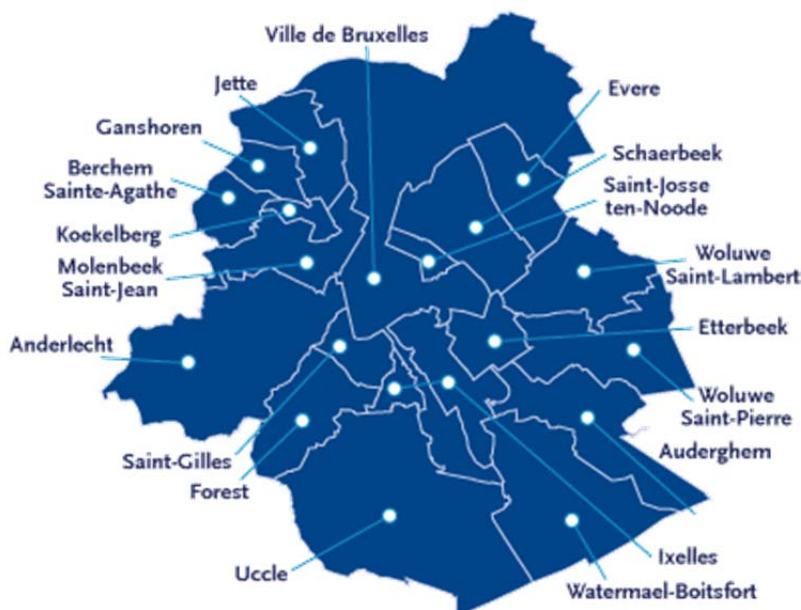 Ville de Bruxelles
Jette
Evere
Ganshoren
Schaerbeek
Berchem
Sainte-Agathe
Saint-Josse
ten-Noode
Koekelberg
Molenbeek
Saint-Jean
Woluwe
Saint-Lambert
Etterbeek
Anderlecht
Woluwe
Saint-Pierre
Auderghem
Saint-Gilles
Forest
Ixelles
Uccle
Watermael-Boitsfort